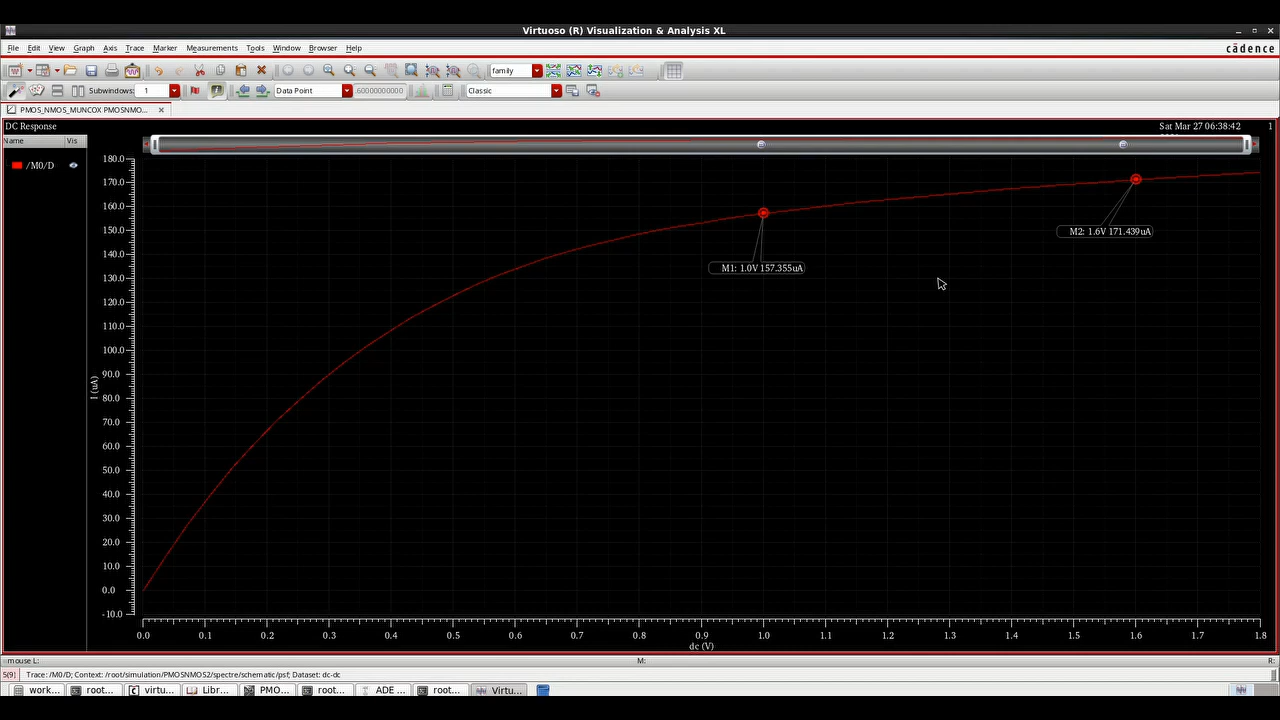 Virtuoso (R) Visualization & Analysis XL
File Edit View Graph Axis Trace Marker Measurements Tools Window Browser Help
cādence
family
Subwindows: 1
Data Point
.60000000000
Classic
PMOS_NMOS_MUNCOX PMOSNMO...
DC Response
Sat Mar 27 06:38:42
1
Name Vis
/M0/D
180.0
170.0
160.0
150.0
140.0
130.0
120.0
110.0
100.0
90.0
80.0
70.0
60.0
50.0
40.0
30.0
20.0
10.0
0.0
-10.0
I (uA)
M1: 1.0V 157.355uA
M2: 1.6V 171.439uA
0.0 0.1 0.2 0.3 0.4 0.5 0.6 0.7 0.8 0.9 1.0 1.1 1.2 1.3 1.4 1.5 1.6 1.7 1.8
dc (V)
mouse L: M: R:
5(9) Trace: /M0/D; Context: /root/simulation/PMOSNMOS2/spectre/schematic/psf; Dataset: dc-dc
work... root... virtu... Libr... PMO... root... ADE ... root... Virtu...